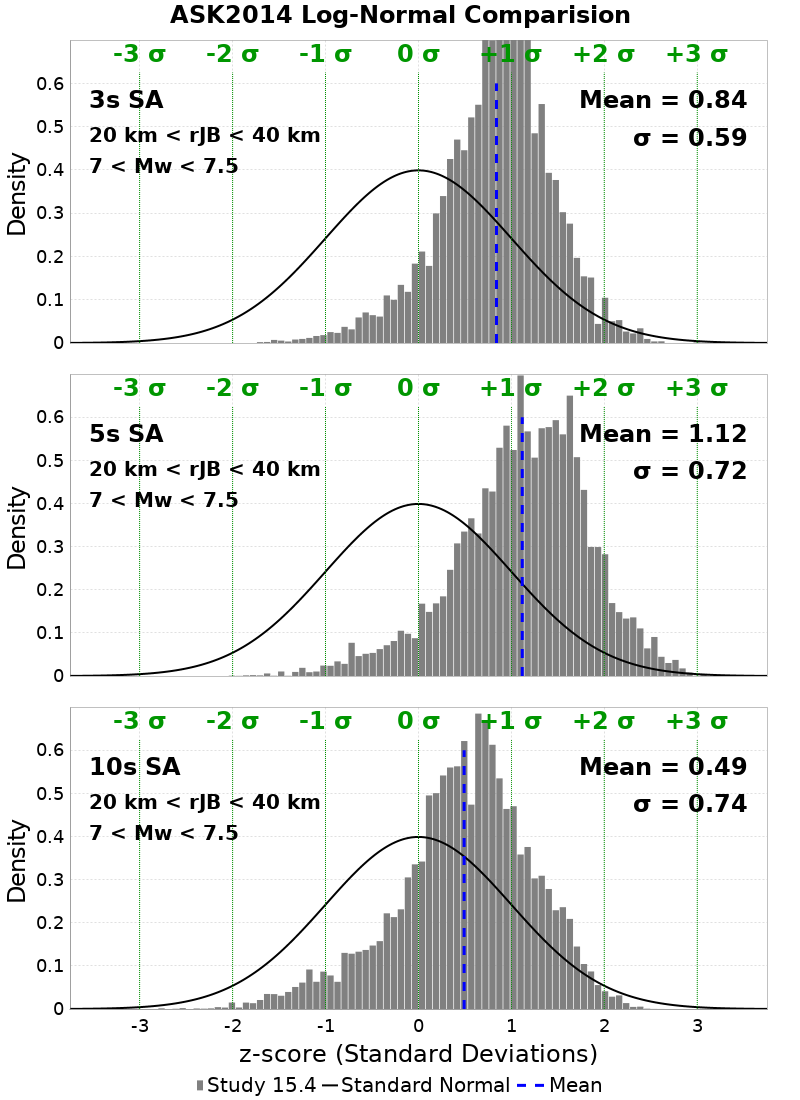 ASK2014 Log-Normal Comparision
-3 σ -2 σ -1 σ 0 σ +1 σ +2 σ +3 σ
3s SA
20 km < rJB < 40 km
7 < Mw < 7.5
Mean = 0.84
σ = 0.59
Density
0.6
0.5
0.4
0.3
0.2
0.1
0
-3 σ -2 σ -1 σ 0 σ +1 σ +2 σ +3 σ
5s SA
20 km < rJB < 40 km
7 < Mw < 7.5
Mean = 1.12
σ = 0.72
Density
0.6
0.5
0.4
0.3
0.2
0.1
0
-3 σ -2 σ -1 σ 0 σ +1 σ +2 σ +3 σ
10s SA
20 km < rJB < 40 km
7 < Mw < 7.5
Mean = 0.49
σ = 0.74
Density
0.6
0.5
0.4
0.3
0.2
0.1
0
-3 -2 -1 0 1 2 3
z-score (Standard Deviations)
Study 15.4 Standard Normal Mean